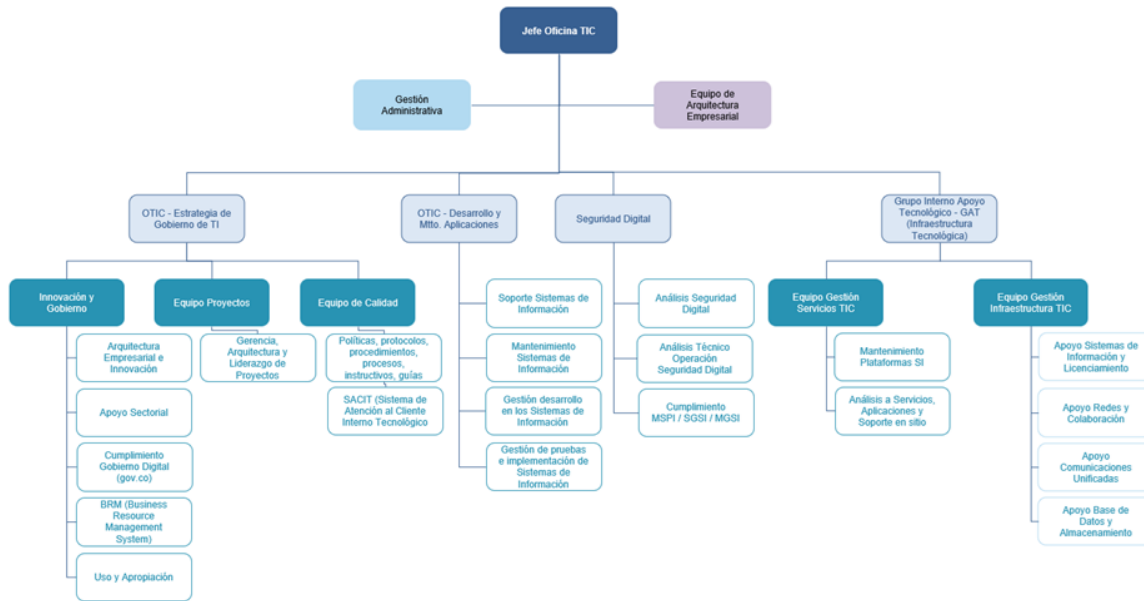 Jefe Oficina TIC
Gestión
Administrativa
Equipo de
Arquitectura
Empresarial
OTIC - Estrategia de
Gobierno de TI
OTIC - Desarrollo y
Mtto. Aplicaciones
Seguridad Digital
Grupo Interno Apoyo
Tecnológico - GAT
(Infraestructura
Tecnológica)
Innovación y
Gobierno
Equipo Proyectos
Equipo de Calidad
Equipo Gestión
Servicios TIC
Equipo Gestión
Infraestructura TIC
Arquitectura
Empresarial e
Innovación
Apoyo Sectorial
Cumplimiento
Gobierno Digital
(gov.co)
BRM (Business
Resource
Management
System)
Uso y Apropiación
Gerencia,
Arquitectura y
Liderazgo de
Proyectos
Políticas, protocolos,
procedimientos,
procesos,
instructivos, guías
SACIT (Sistema de
Atención al Cliente
Interno Tecnológico
Soporte Sistemas de
Información
Mantenimiento
Sistemas de
Información
Gestión desarrollo
en los Sistemas de
Información
Gestión de pruebas
e implementación de
Sistemas de
Información
Análisis Seguridad
Digital
Análisis Técnico
Operación
Seguridad Digital
Cumplimiento
MSPI / SGSI / MGSI
Mantenimiento
Plataformas SI
Análisis a Servicios,
Aplicaciones y
Soporte en sitio
Apoyo Sistemas de
Información y
Licenciamiento
Apoyo Redes y
Colaboración
Apoyo
Comunicaciones
Unificadas
Apoyo Base de
Datos y
Almacenamiento